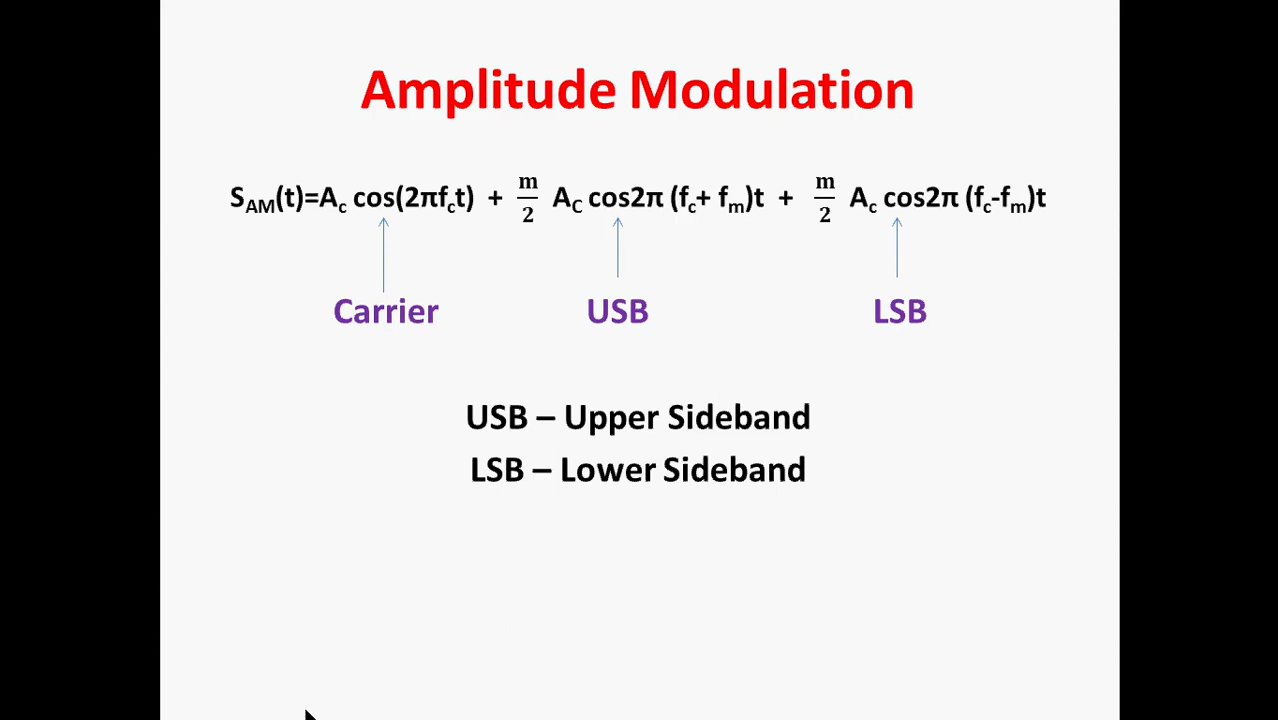 Amplitude Modulation
S_AM(t)=A_c cos(2πf_ct) + m/2 A_C cos2π (f_c+ f_m)t + m/2 A_c cos2π (f_c-f_m)t
Carrier USB LSB
USB – Upper Sideband
LSB – Lower Sideband